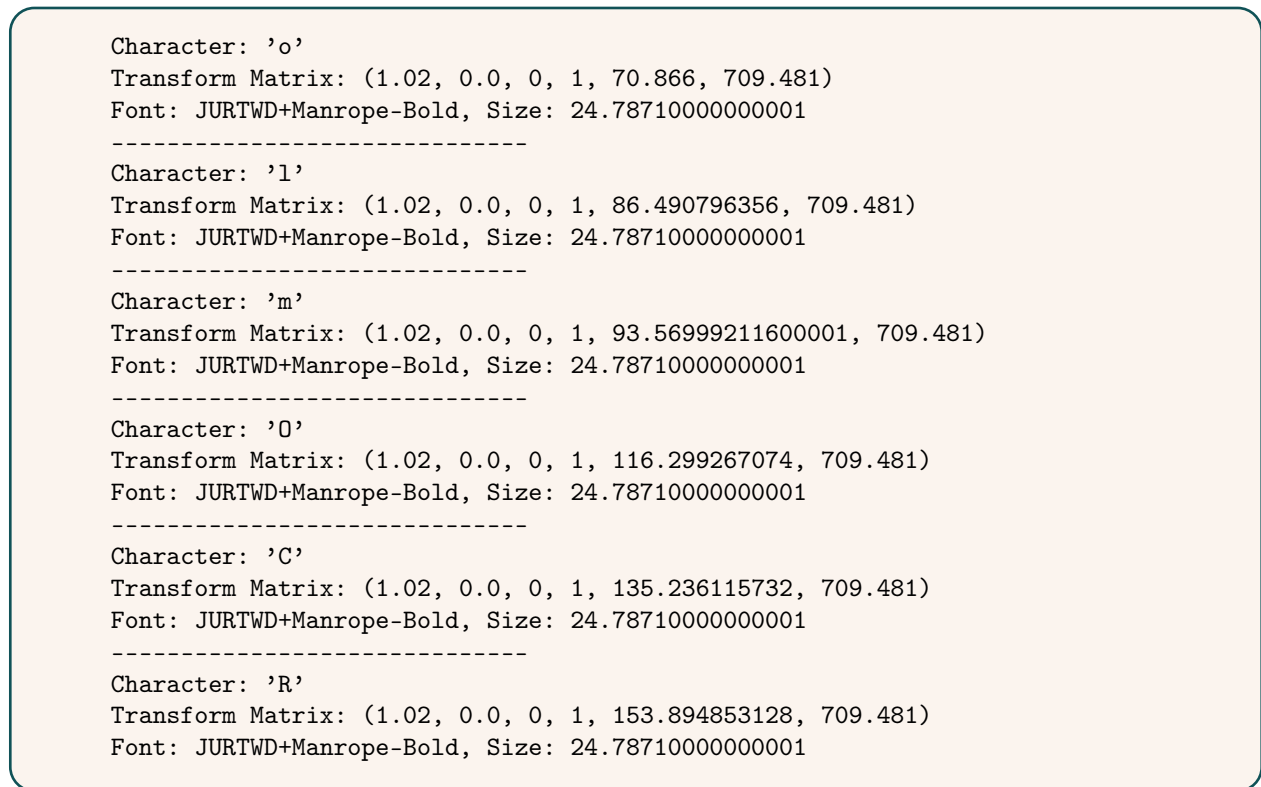 Character: ’o’
Transform Matrix: (1.02, 0.0, 0, 1, 70.866, 709.481)
Font: JURTWD+Manrope-Bold, Size: 24.78710000000001
------------------------------
Character: ’l’
Transform Matrix: (1.02, 0.0, 0, 1, 86.490796356, 709.481)
Font: JURTWD+Manrope-Bold, Size: 24.78710000000001
------------------------------
Character: ’m’
Transform Matrix: (1.02, 0.0, 0, 1, 93.56999211600001, 709.481)
Font: JURTWD+Manrope-Bold, Size: 24.78710000000001
------------------------------
Character: ’O’
Transform Matrix: (1.02, 0.0, 0, 1, 116.299267074, 709.481)
Font: JURTWD+Manrope-Bold, Size: 24.78710000000001
------------------------------
Character: ’C’
Transform Matrix: (1.02, 0.0, 0, 1, 135.236115732, 709.481)
Font: JURTWD+Manrope-Bold, Size: 24.78710000000001
------------------------------
Character: ’R’
Transform Matrix: (1.02, 0.0, 0, 1, 153.894853128, 709.481)
Font: JURTWD+Manrope-Bold, Size: 24.78710000000001